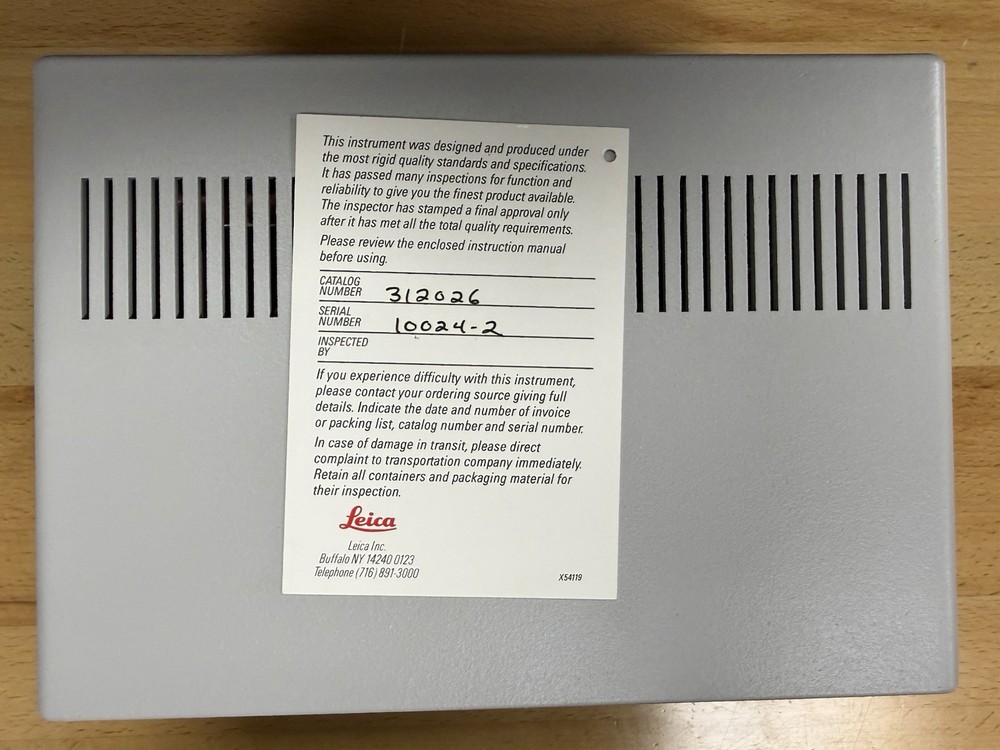 This instrument was designed and produced under
the most rigid quality standards and specifications.
It has passed many inspections for function and
reliability to give you the finest product available.
The inspector has stamped a final approval only
after it has met all the total quality requirements.
Please review the enclosed instruction manual
before using.
CATALOG
NUMBER 312026
SERIAL
NUMBER 10024-2
INSPECTED
BY
If you experience difficulty with this instrument,
please contact your ordering source giving full
details. Indicate the date and number of invoice
or packing list, catalog number and serial number.
In case of damage in transit, please direct
complaint to transportation company immediately.
Retain all containers and packaging material for
their inspection.
Leica
Leica Inc.
Buffalo NY 14240 0123
Telephone (716) 891-3000
X54119